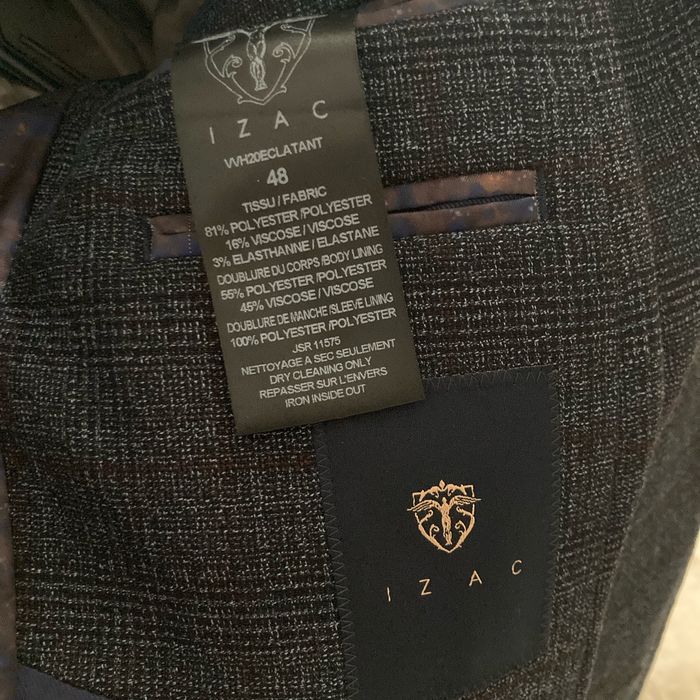 IZAC
VVH20ECLATANT
48
TISSU / FABRIC
81% POLYESTER /POLYESTER
16% VISCOSE / VISCOSE
3% ELASTHANNE / ELASTANE
DOUBLURE DU CORPS /BODY LINING
55% POLYESTER / POLYESTER
45% VISCOSE / VISCOSE
DOUBLURE DE MANCHE /SLEEVE LINING
100% POLYESTER / POLYESTER
JSR 11575
NETTOYAGE A SEC SEULEMENT
DRY CLEANING ONLY
REPASSER SUR L'ENVERS
IRON INSIDE OUT
IZAC